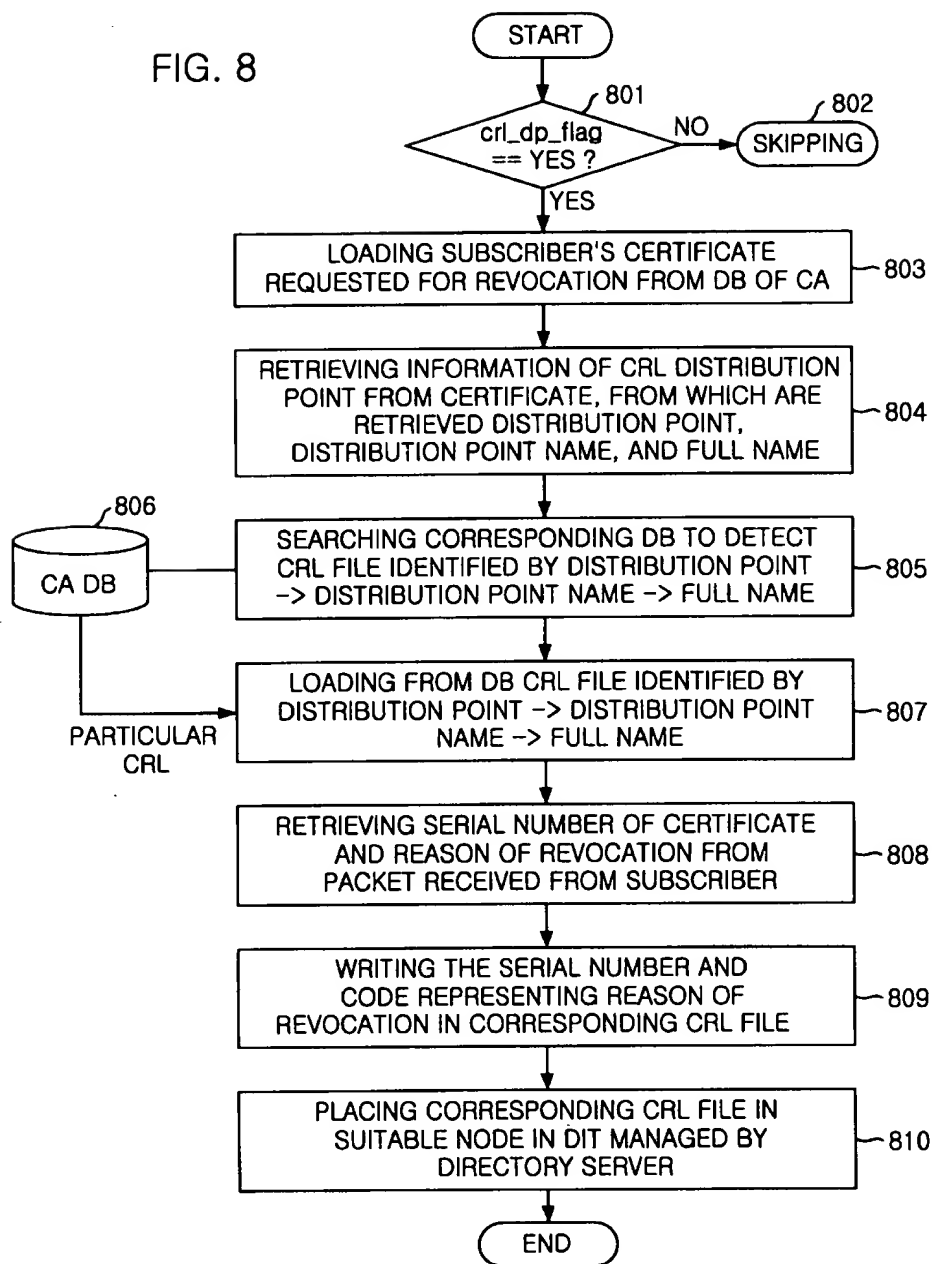 FIG. 8
START
801
crl_dp_flag
== YES ?
NO
802
SKIPPING
YES
LOADING SUBSCRIBER'S CERTIFICATE
REQUESTED FOR REVOCATION FROM DB OF CA
803
RETRIEVING INFORMATION OF CRL DISTRIBUTION
POINT FROM CERTIFICATE, FROM WHICH ARE
RETRIEVED DISTRIBUTION POINT,
DISTRIBUTION POINT NAME, AND FULL NAME
804
806
CA DB
SEARCHING CORRESPONDING DB TO DETECT
CRL FILE IDENTIFIED BY DISTRIBUTION POINT
-> DISTRIBUTION POINT NAME -> FULL NAME
805
PARTICULAR
CRL
LOADING FROM DB CRL FILE IDENTIFIED BY
DISTRIBUTION POINT -> DISTRIBUTION POINT
NAME -> FULL NAME
807
RETRIEVING SERIAL NUMBER OF CERTIFICATE
AND REASON OF REVOCATION FROM
PACKET RECEIVED FROM SUBSCRIBER
808
WRITING THE SERIAL NUMBER AND
CODE REPRESENTING REASON OF
REVOCATION IN CORRESPONDING CRL FILE
809
PLACING CORRESPONDING CRL FILE IN
SUITABLE NODE IN DIT MANAGED BY
DIRECTORY SERVER
810
END